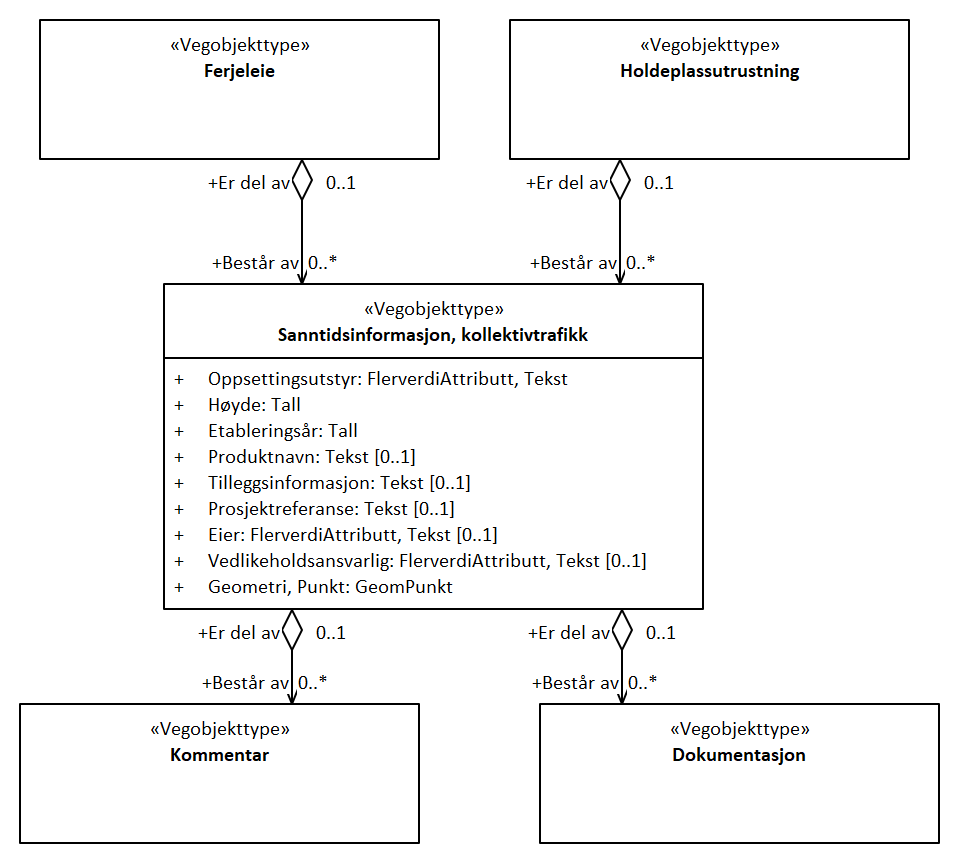 «Vegobjekttype»
Ferjeleie
«Vegobjekttype»
Holdeplassutrustning
+Er del av 0..1
+Er del av 0..1
+Består av 0..*
+Består av 0..*
«Vegobjekttype»
Sanntidsinformasjon, kollektivtrafikk
+ Oppsettingsutstyr: FlerverdiAttributt, Tekst
+ Høyde: Tall
+ Etableringsår: Tall
+ Produktnavn: Tekst [0..1]
+ Tilleggsinformasjon: Tekst [0..1]
+ Prosjektreferanse: Tekst [0..1]
+ Eier: FlerverdiAttributt, Tekst [0..1]
+ Vedlikeholdsansvarlig: FlerverdiAttributt, Tekst [0..1]
+ Geometri, Punkt: GeomPunkt
+Er del av 0..1
+Er del av 0..1
+Består av 0..*
+Består av 0..*
«Vegobjekttype»
Kommentar
«Vegobjekttype»
Dokumentasjon